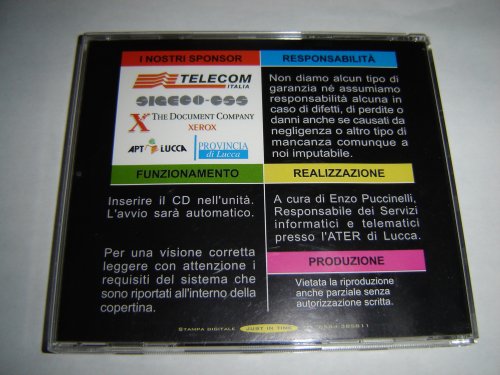 I NOSTRI SPONSOR
TELECOM
ITALIA
SIGECO-CSS
X THE DOCUMENT COMPANY
XEROX
APT LUCCA
PROVINCIA
di Lucca
RESPONSABILITÀ
Non diamo alcun tipo di
garanzia né assumiamo
responsabilità alcuna in
caso di difetti, di perdite o
danni anche se causati da
negligenza o altro tipo di
mancanza comunque a
noi imputabile.
FUNZIONAMENTO
Inserire il CD nell'unità.
L'avvio sarà automatico.
Per una visione corretta
leggere con attenzione i
requisiti del sistema che
sono riportati all'interno della
copertina.
REALIZZAZIONE
A cura di Enzo Puccinelli,
Responsabile dei Servizi
informatici e telematici
presso l'ATER di Lucca.
PRODUZIONE
Vietata la riproduzione
anche parziale senza
autorizzazione scritta.
STAMPA DIGITALE JUST IN TIME